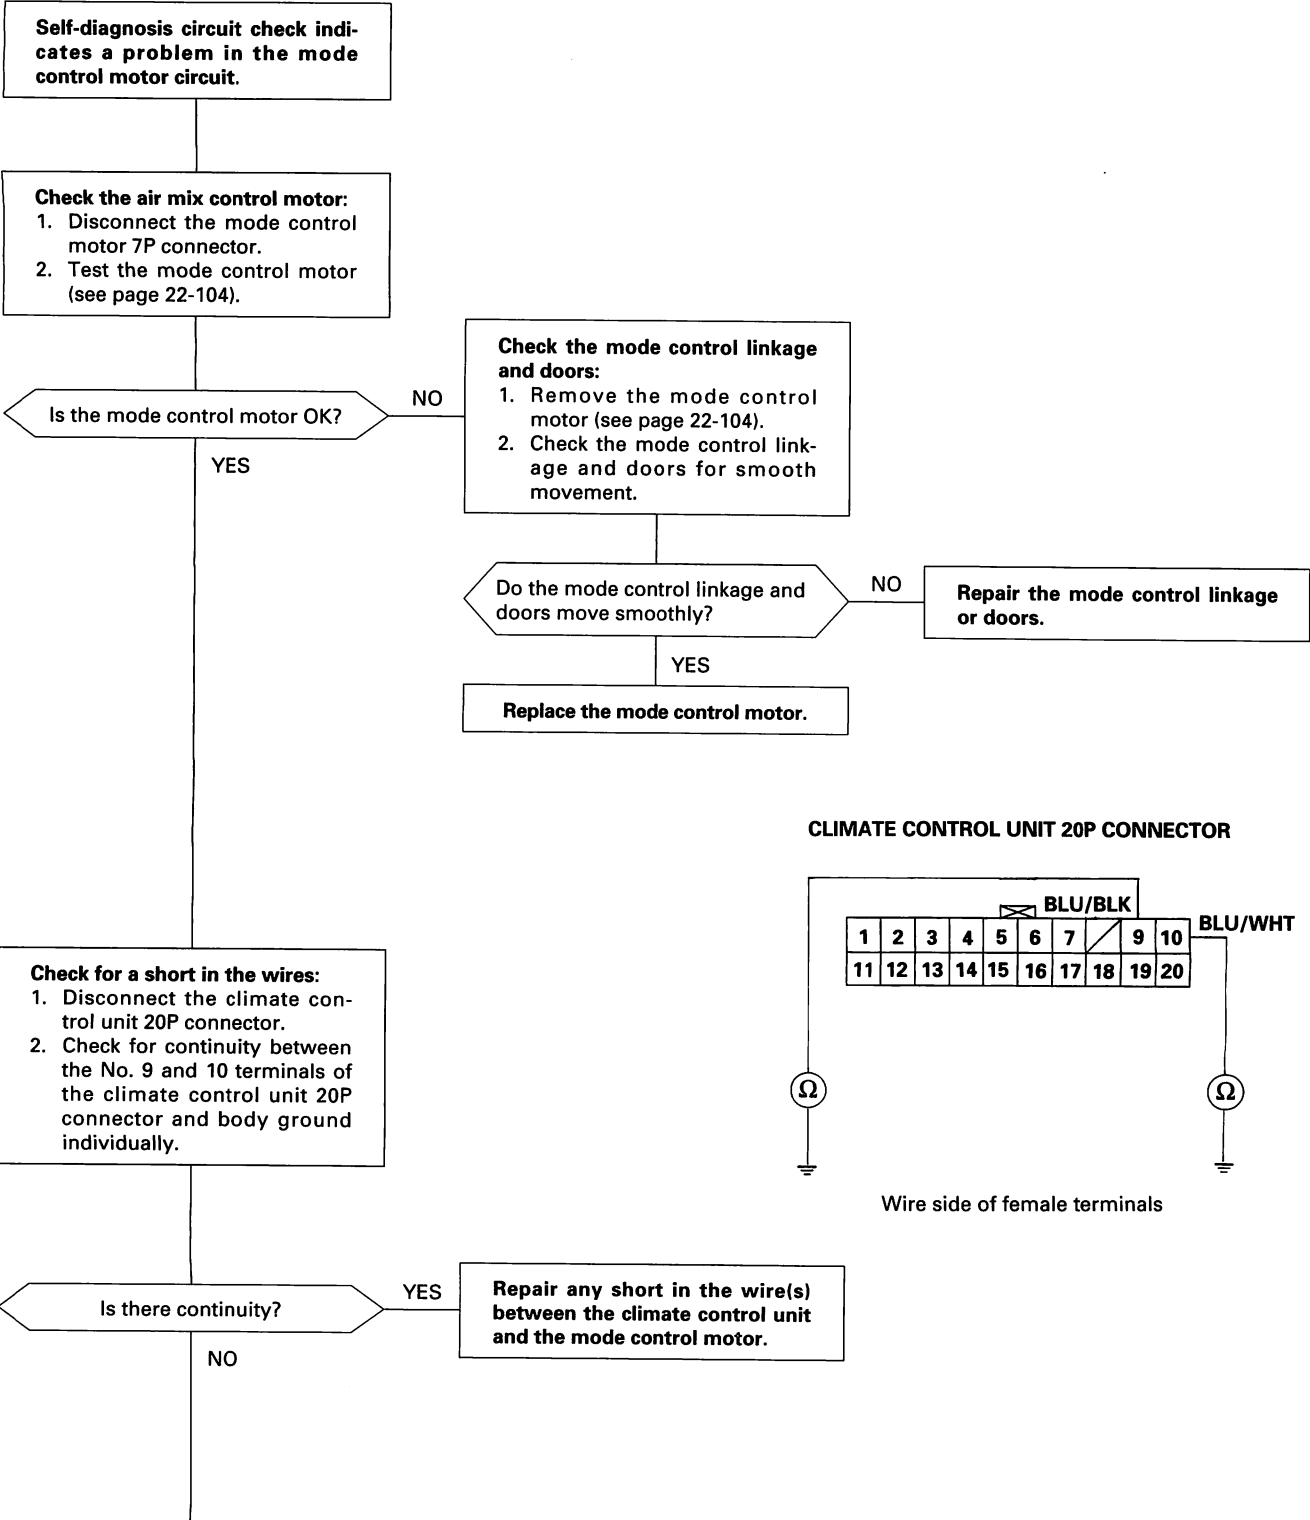 Self-diagnosis circuit check indi-
cates a problem in the mode
control motor circuit.
Check the air mix control motor:
1. Disconnect the mode control
motor 7P connector.
2. Test the mode control motor
(see page 22-104).
Is the mode control motor OK?
NO
YES
Check the mode control linkage
and doors:
1. Remove the mode control
motor (see page 22-104).
2. Check the mode control link-
age and doors for smooth
movement.
Do the mode control linkage and
doors move smoothly?
NO
Repair the mode control linkage
or doors.
YES
Replace the mode control motor.
CLIMATE CONTROL UNIT 20P CONNECTOR
BLU/BLK
BLU/WHT
1 2 3 4 5 6 7 9 10
11 12 13 14 15 16 17 18 19 20
Ω
Ω
Wire side of female terminals
Check for a short in the wires:
1. Disconnect the climate con-
trol unit 20P connector.
2. Check for continuity between
the No. 9 and 10 terminals of
the climate control unit 20P
connector and body ground
individually.
Is there continuity?
YES
Repair any short in the wire(s)
between the climate control unit
and the mode control motor.
NO